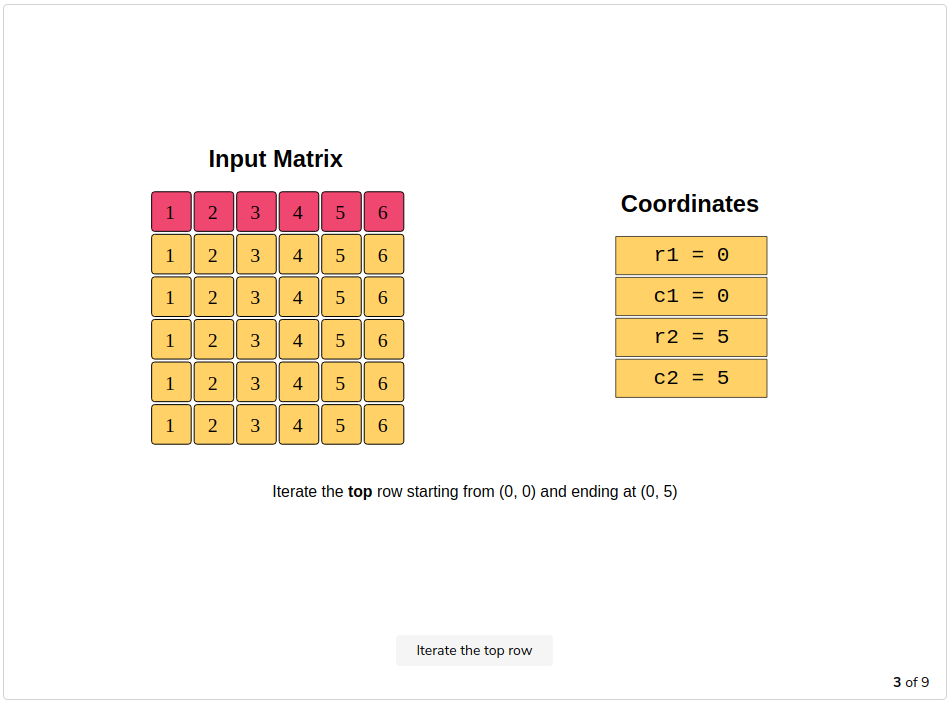 Input Matrix
1 2 3 4 5 6
1 2 3 4 5 6
1 2 3 4 5 6
1 2 3 4 5 6
1 2 3 4 5 6
1 2 3 4 5 6
Coordinates
r1 = 0
c1 = 0
r2 = 5
c2 = 5
Iterate the top row starting from (0, 0) and ending at (0, 5)
Iterate the top row
3 of 9